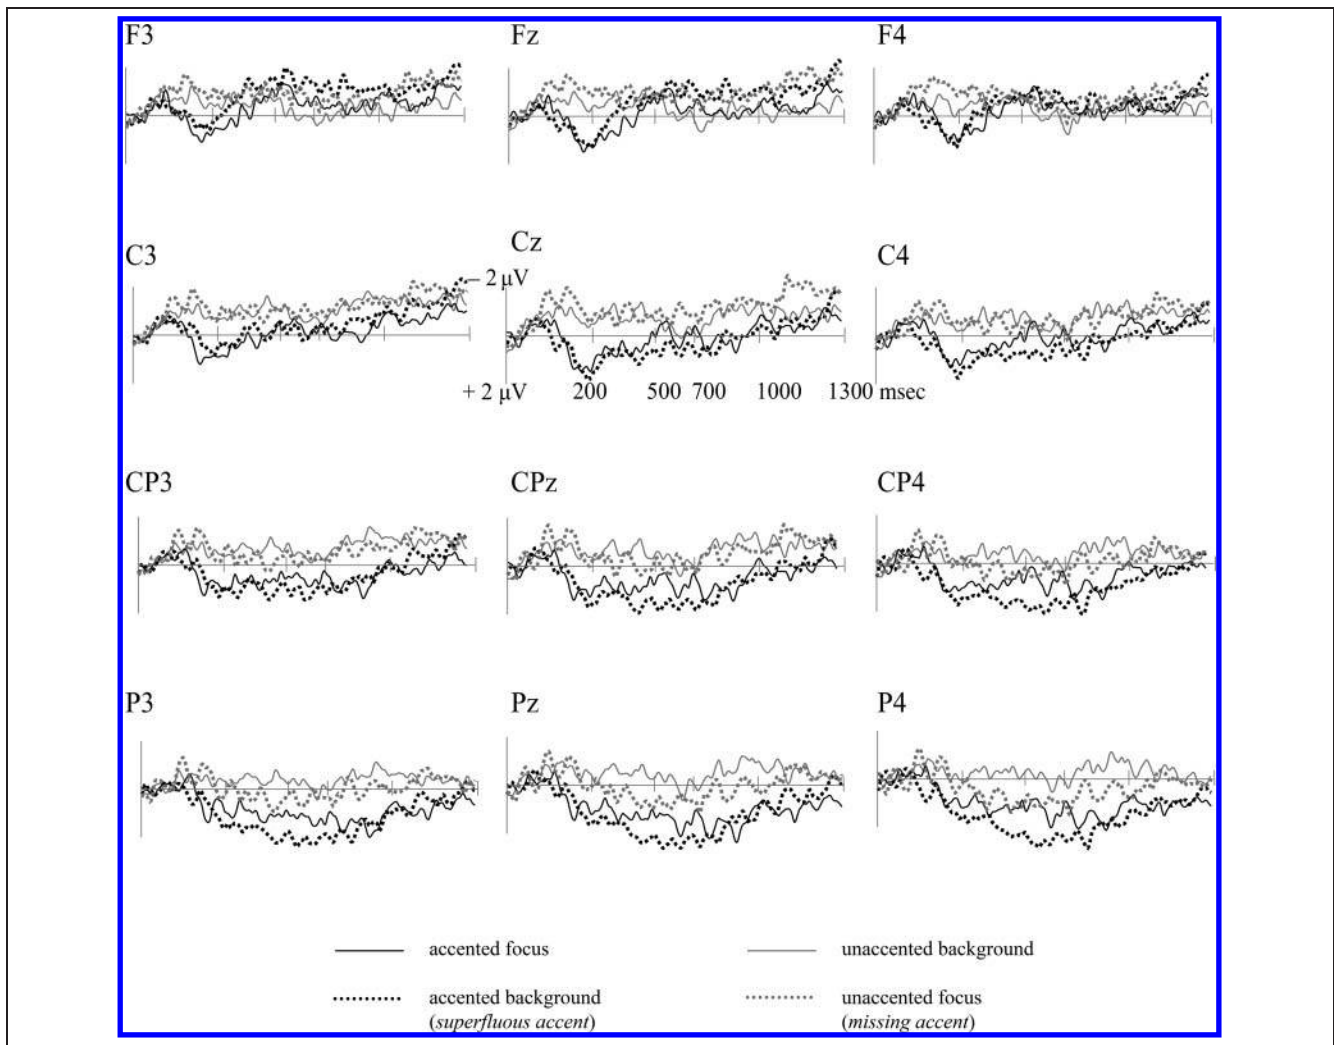 F3 Fz F4
C3 Cz C4
– 2 µV
+ 2 µV 200 500 700 1000 1300 msec
CP3 CPz CP4
P3 Pz P4
accented focus unaccented background
accented background unaccented focus
(superfluous accent) (missing accent)